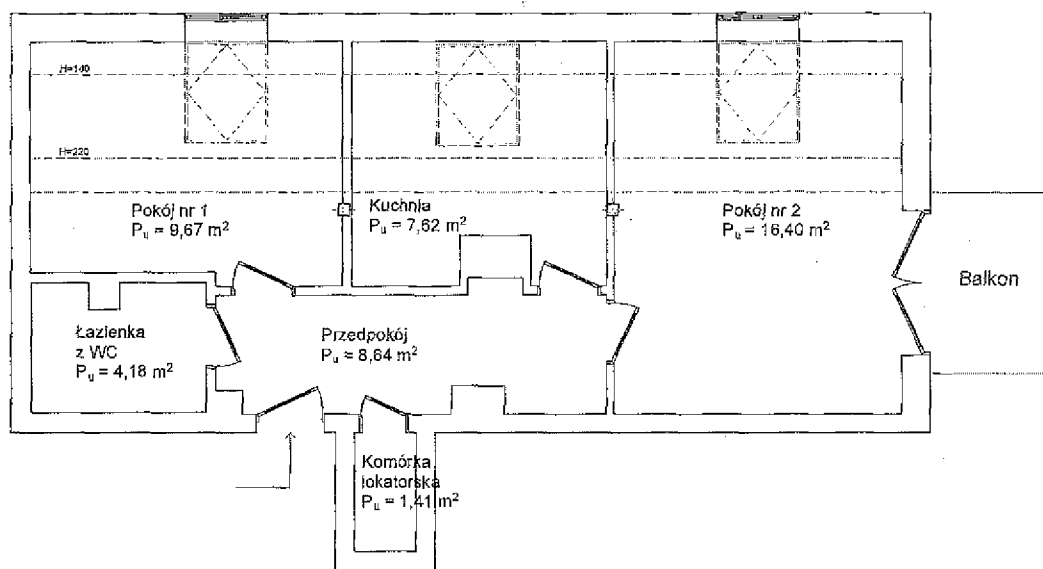 H=140
H=220
Pokój nr 1
Pᵤ = 9,67 m²
Kuchnia
Pᵤ = 7,62 m²
Pokój nr 2
Pᵤ = 16,40 m²
Balkon
Łazienka
z WC
Pᵤ = 4,18 m²
Przedpokój
Pᵤ = 8,64 m²
Komórka
lokatorska
Pᵤ = 1,41 m²